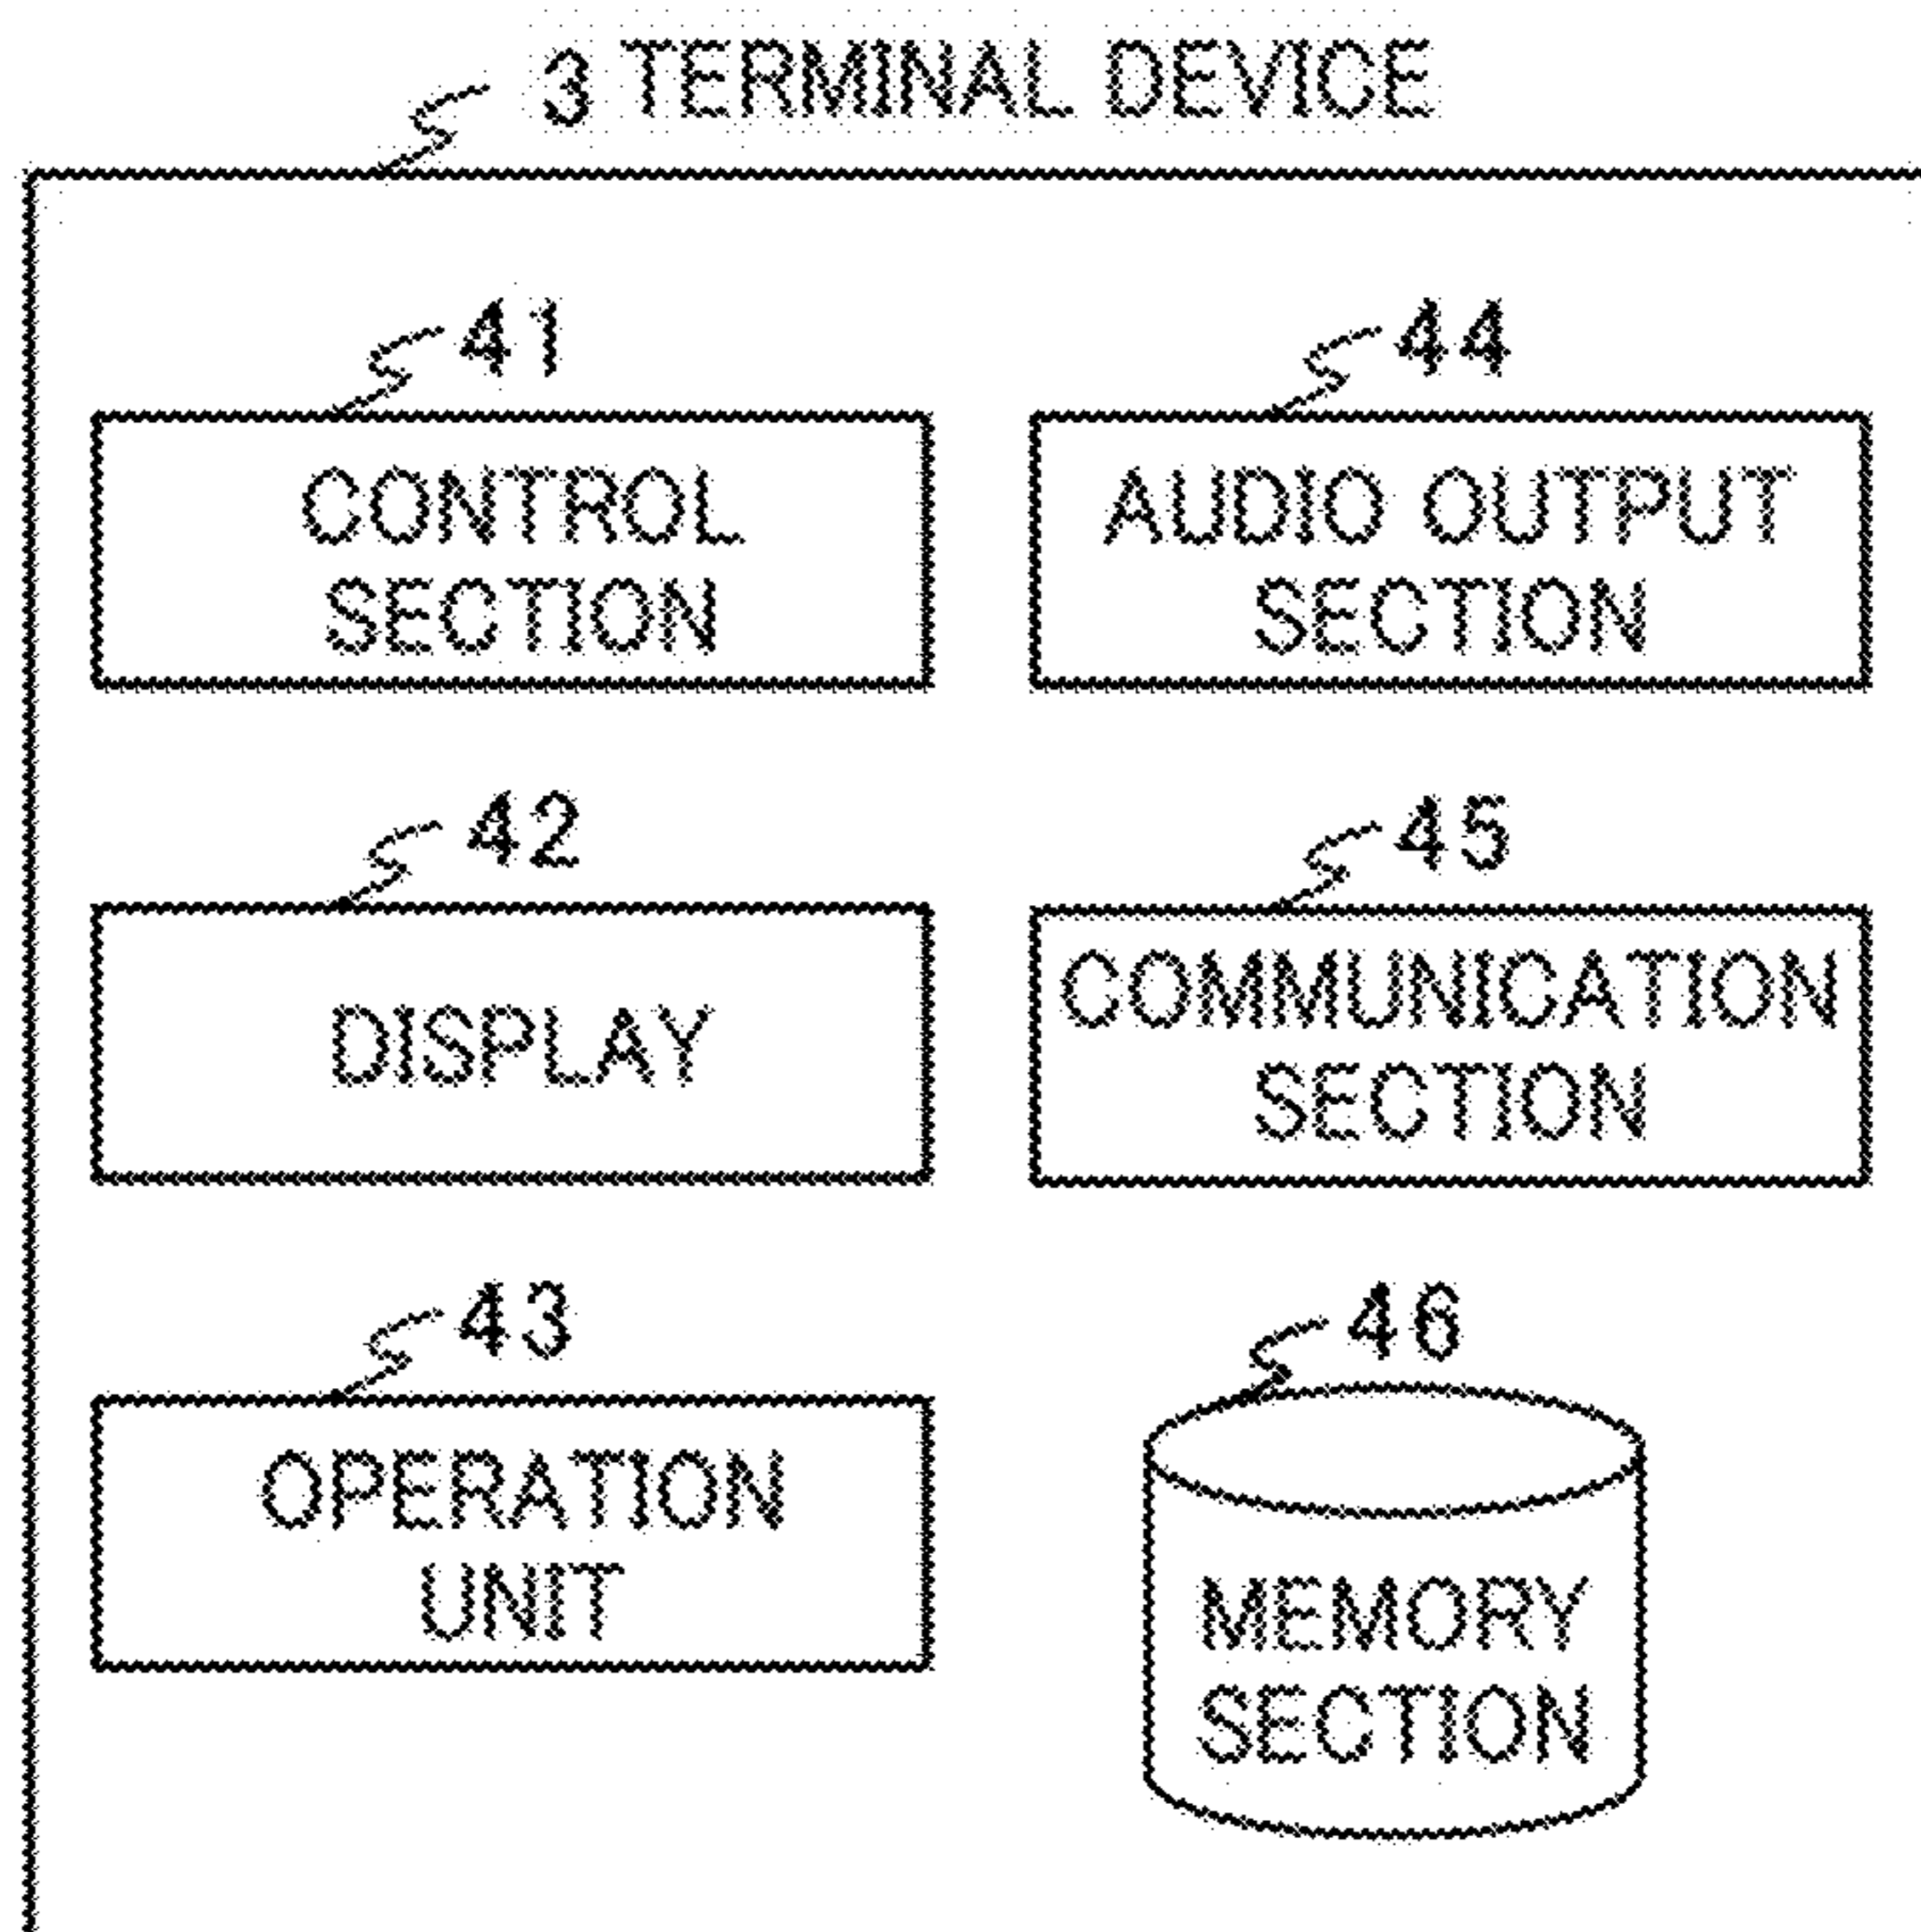 3 TERMINAL DEVICE
41
CONTROL
SECTION
44
AUDIO OUTPUT
SECTION
42
DISPLAY
45
COMMUNICATION
SECTION
43
OPERATION
UNIT
46
MEMORY
SECTION